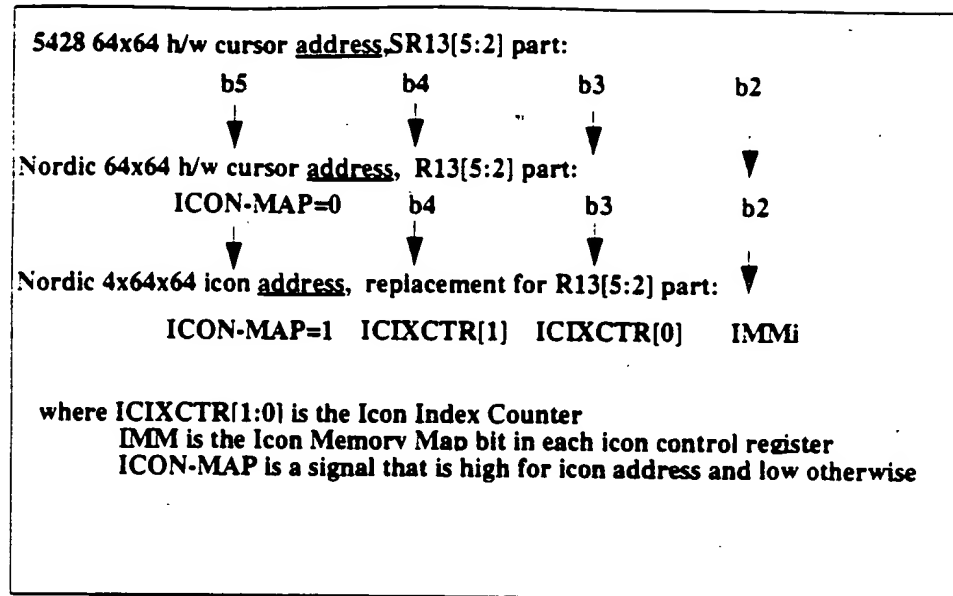 5428 64x64 h/w cursor address,SR13[5:2] part:
b5 b4 b3 b2
Nordic 64x64 h/w cursor address, R13[5:2] part:
ICON-MAP=0 b4 b3 b2
Nordic 4x64x64 icon address, replacement for R13[5:2] part:
ICON-MAP=1 ICIXCTR[1] ICIXCTR[0] IMMi
where ICIXCTR[1:0] is the Icon Index Counter
IMM is the Icon Memory Map bit in each icon control register
ICON-MAP is a signal that is high for icon address and low otherwise